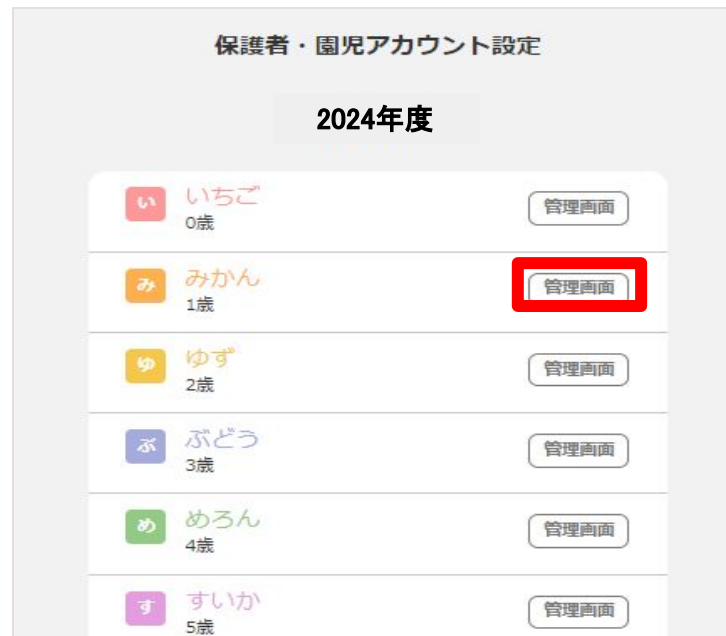 保護者・園児アカウント設定
2024年度
い いちご 管理画面
0歳
み みかん 管理画面
1歳
ゆ ゆず 管理画面
2歳
ぶ ぶどう 管理画面
3歳
め めろん 管理画面
4歳
す すいか 管理画面
5歳